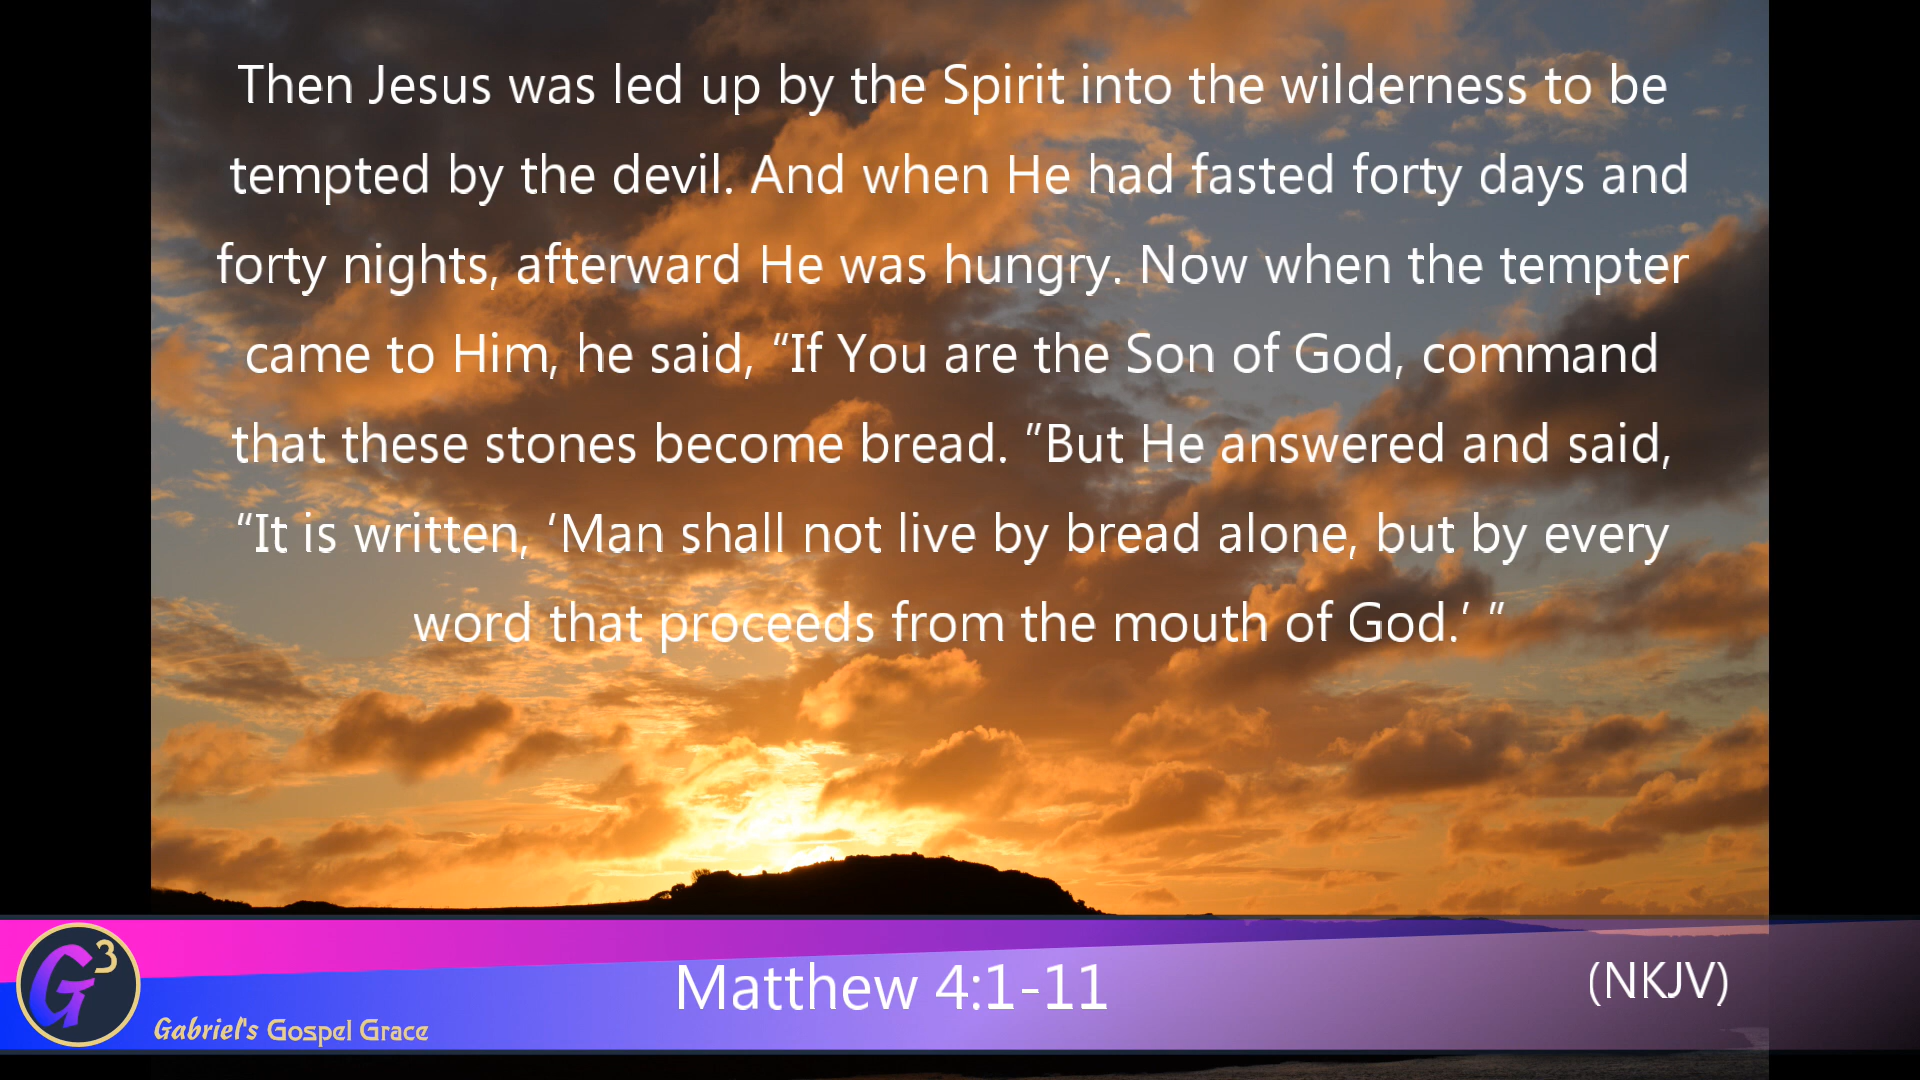 Then Jesus was led up by the Spirit into the wilderness to be
tempted by the devil. And when He had fasted forty days and
forty nights, afterward He was hungry. Now when the tempter
came to Him, he said, “If You are the Son of God, command
that these stones become bread. ”But He answered and said,
“It is written, ‘Man shall not live by bread alone, but by every
word that proceeds from the mouth of God.’ ”
G3
Gabriel's Gospel Grace
Matthew 4:1-11
(NKJV)